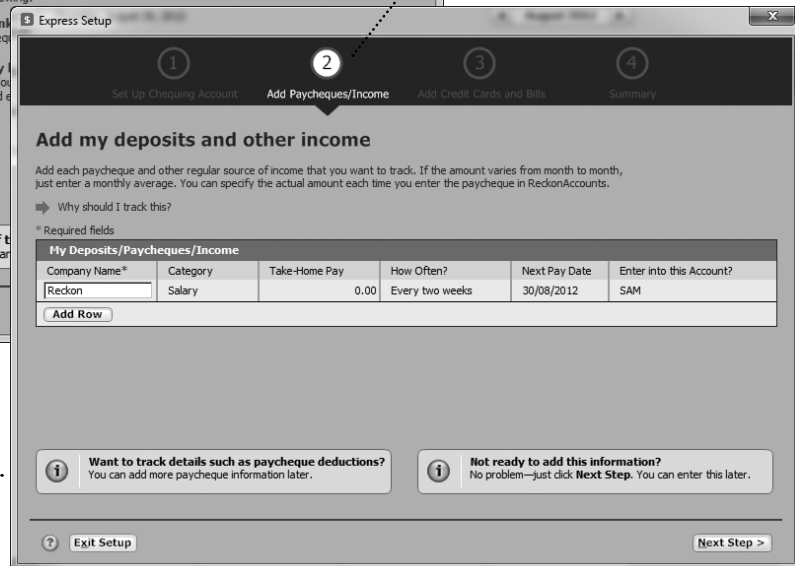 Express Setup
1
2
3
4
Set Up Chequing Account
Add Paycheques/Income
Add Credit Cards and Bills
Summary
Add my deposits and other income
Add each paycheque and other regular source of income that you want to track. If the amount varies from month to month,
just enter a monthly average. You can specify the actual amount each time you enter the paycheque in ReckonAccounts.
Why should I track this?
* Required fields
My Deposits/Paycheques/Income
Company Name* Category Take-Home Pay How Often? Next Pay Date Enter into this Account?
Reckon Salary 0.00 Every two weeks 30/08/2012 SAM
Add Row
Want to track details such as paycheque deductions?
You can add more paycheque information later.
Not ready to add this information?
No problem—just click Next Step. You can enter this later.
? Exit Setup
Next Step >